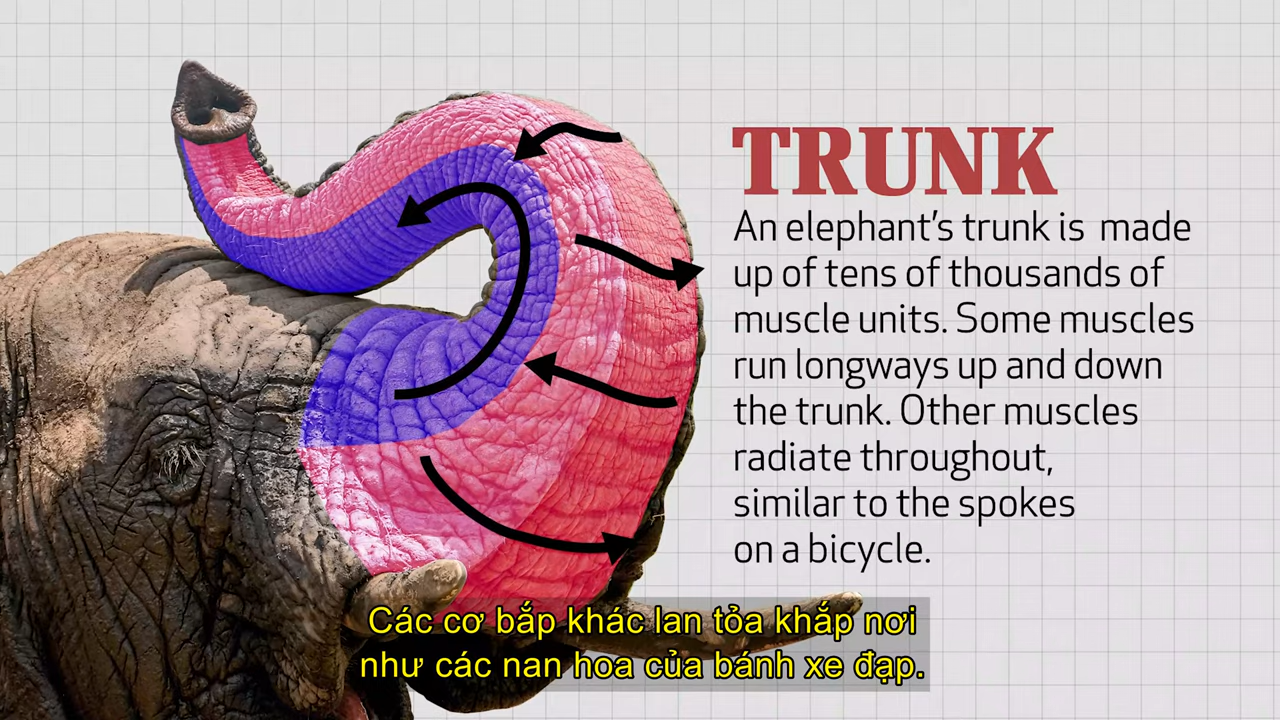 TRUNK
An elephant's trunk is made
up of tens of thousands of
muscle units. Some muscles
run longways up and down
the trunk. Other muscles
radiate throughout,
similar to the spokes
on a bicycle.
Các cơ bắp khác lan tỏa khắp nơi
như các nan hoa của bánh xe đạp.